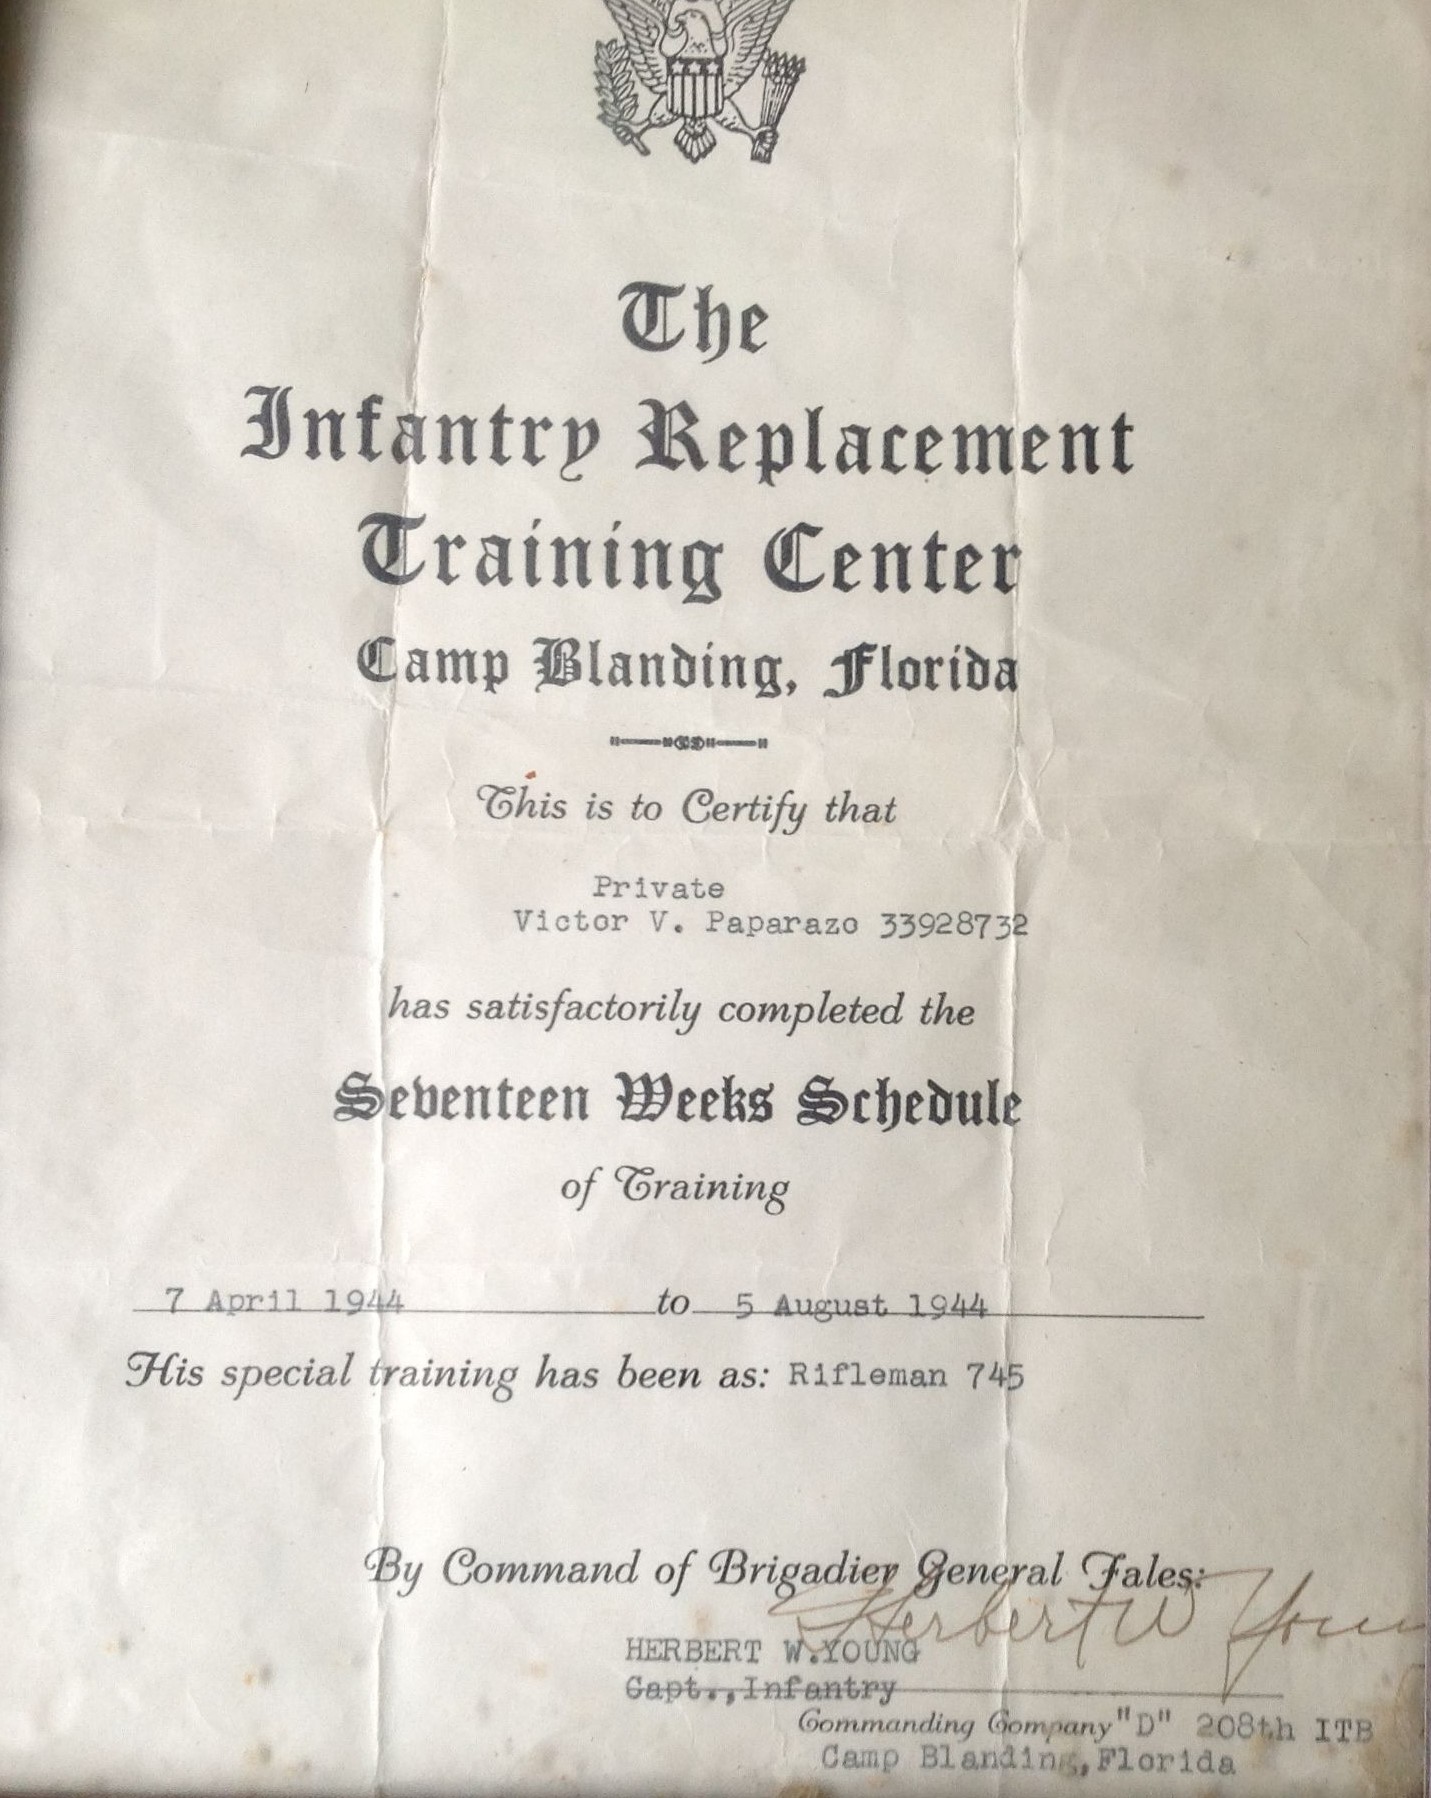 The
Infantry Replacement
Training Center
Camp Blanding, Florida
This is to Certify that
Private
Victor V. Paparazo 33928732
has satisfactorily completed the
Seventeen Weeks Schedule
of Training
7 April 1944 to 5 August 1944
His special training has been as: Rifleman 745
By Command of Brigadier General Fales:
Herbert W Young
HERBERT W.YOUNG
Capt.,Infantry
Commanding Company "D" 208th ITB
Camp Blanding,Florida